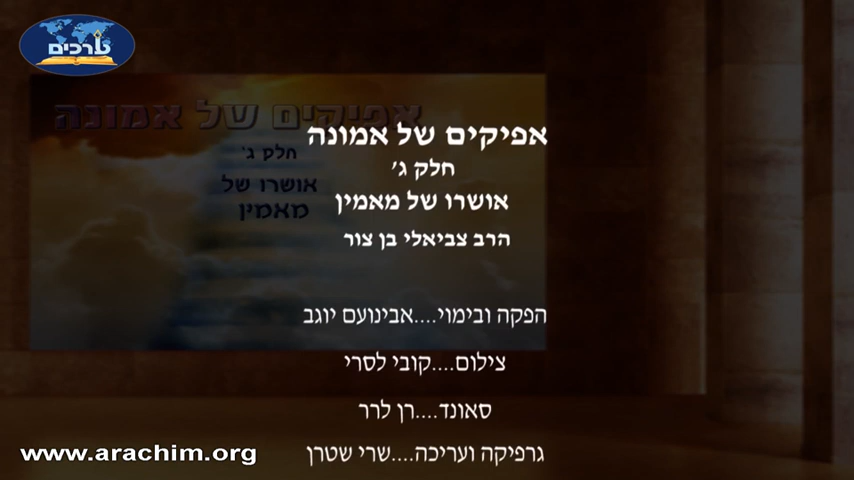 ערכים
אפיקים של אמונה
חלק ג'
אושרו של מאמין
אפיקים של אמונה
חלק ג'
אושרו של מאמין
הרב צביאלי בן צור
הפקה ובימוי....אבינועם יוגב
צילום....קובי לסרי
סאונד....רן לרר
גרפיקה ועריכה....שרי שטרן
www.arachim.org